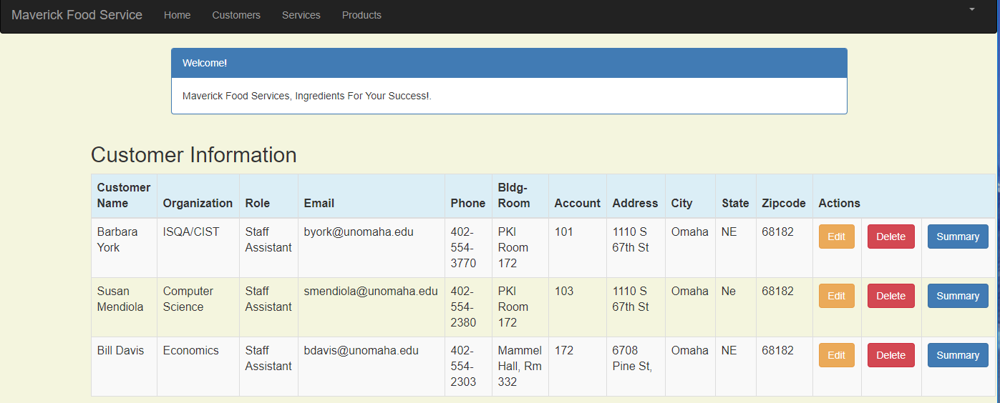 Maverick Food Service Home Customers Services Products
Welcome!
Maverick Food Services, Ingredients For Your Success!.
Customer Information
Customer Name Organization Role Email Phone Bldg-Room Account Address City State Zipcode Actions
Barbara York ISQA/CIST Staff Assistant byork@unomaha.edu 402-554-3770 PKI Room 172 101 1110 S 67th St Omaha NE 68182 Edit Delete Summary
Susan Mendiola Computer Science Staff Assistant smendiola@unomaha.edu 402-554-2380 PKI Room 172 103 1110 S 67th St Omaha Ne 68182 Edit Delete Summary
Bill Davis Economics Staff Assistant bdavis@unomaha.edu 402-554-2303 Mammel Hall, Rm 332 172 6708 Pine St, Omaha NE 68182 Edit Delete Summary